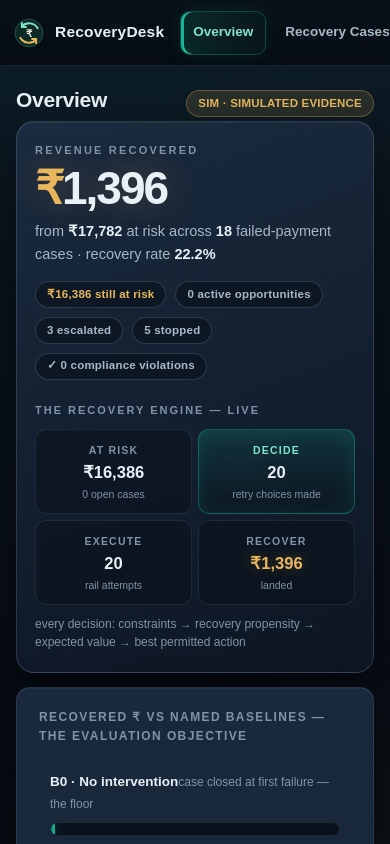 RecoveryDesk
Overview
Recovery Cases
Overview
SIM · SIMULATED EVIDENCE
REVENUE RECOVERED
₹1,396
from ₹17,782 at risk across 18 failed-payment
cases · recovery rate 22.2%
₹16,386 still at risk
0 active opportunities
3 escalated
5 stopped
✓ 0 compliance violations
THE RECOVERY ENGINE — LIVE
AT RISK
₹16,386
0 open cases
DECIDE
20
retry choices made
EXECUTE
20
rail attempts
RECOVER
₹1,396
landed
every decision: constraints → recovery propensity →
expected value → best permitted action
RECOVERED ₹ VS NAMED BASELINES —
THE EVALUATION OBJECTIVE
B0 · No interventioncase closed at first failure —
the floor